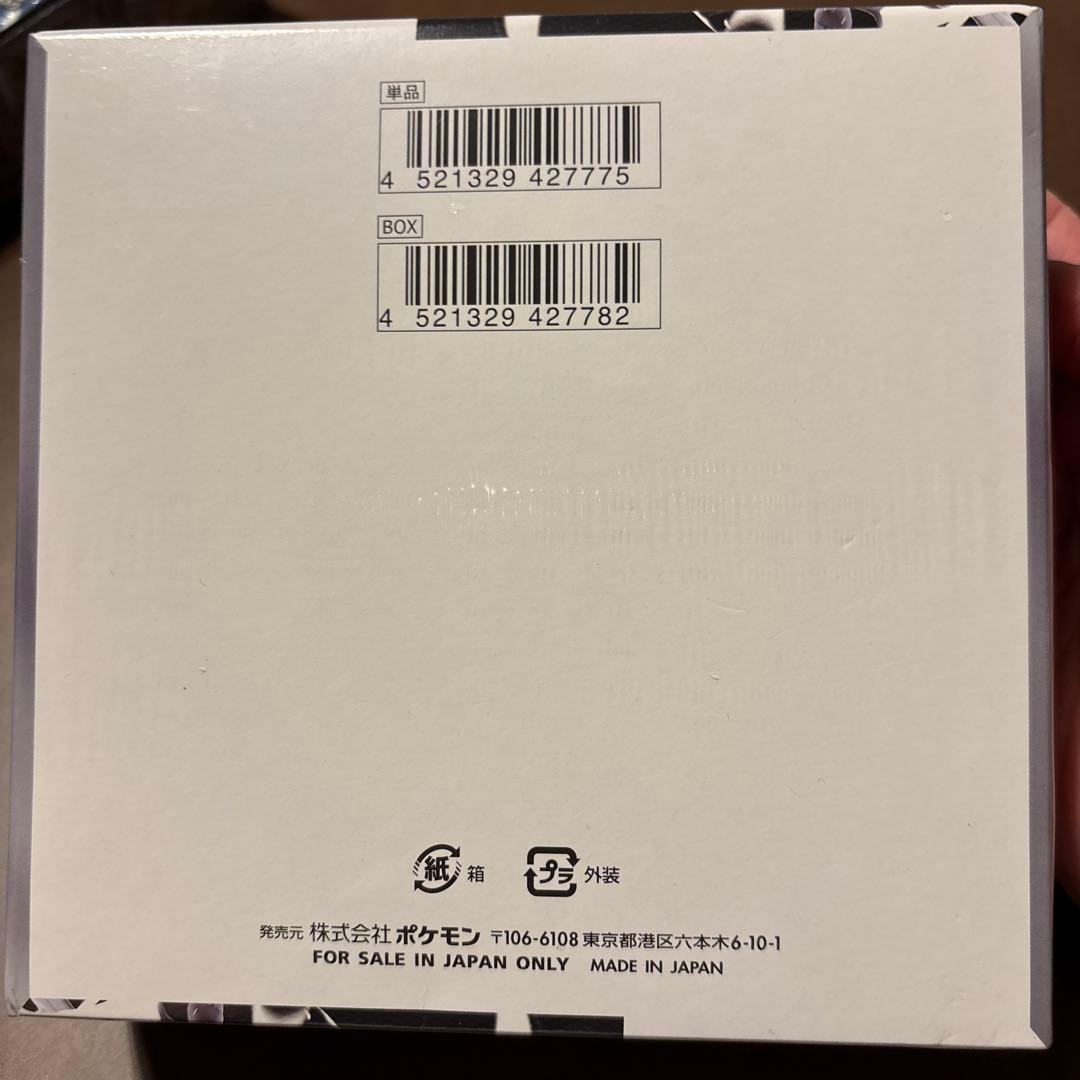 単品
4 521329 427775
BOX
4 521329 427782
紙 箱 プラ 外装
発売元 株式会社 ポケモン 〒106-6108 東京都港区六本木6-10-1
FOR SALE IN JAPAN ONLY MADE IN JAPAN